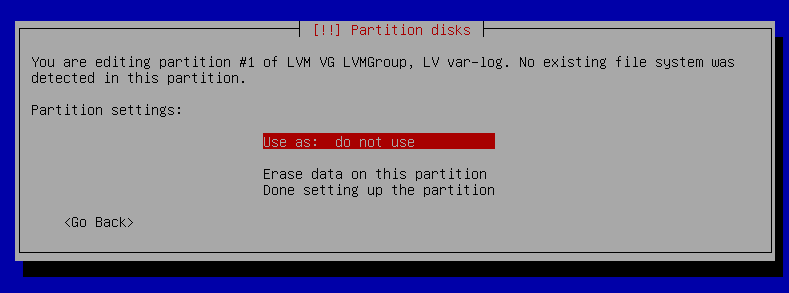 [!!] Partition disks
You are editing partition #1 of LVM VG LVMGroup, LV var-log. No existing file system was
detected in this partition.
Partition settings:
Use as:  do not use
Erase data on this partition
Done setting up the partition
<Go Back>